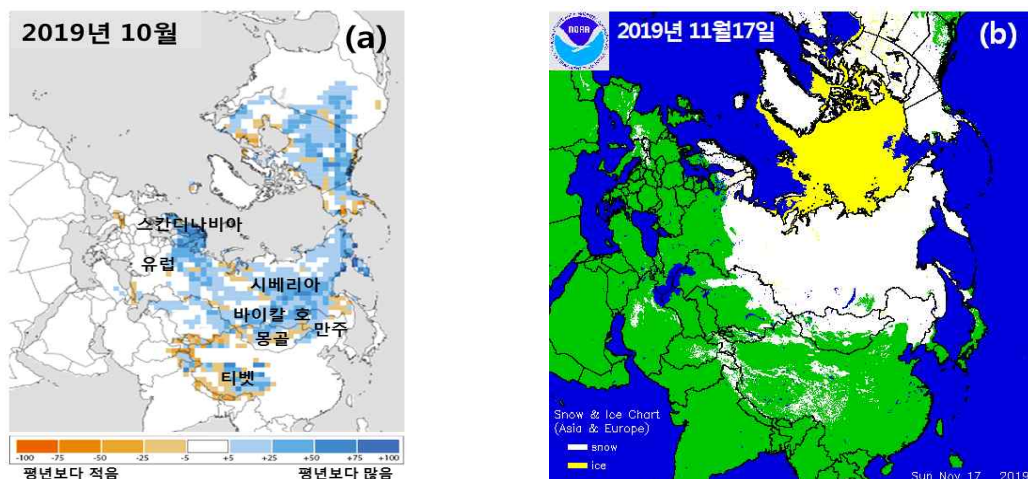 2019년 10월
(a)
스칸디나비아
유럽
시베리아
바이칼 호
만주
몽골
티벳
-100 -75 -50 -25 -5 +5 +25 +50 +75 +100
평년보다 적음
평년보다 많음
NOAA
2019년 11월17일
(b)
Snow & Ice Chart
(Asia & Europe)
snow
ice
Sun Nov 17 2019